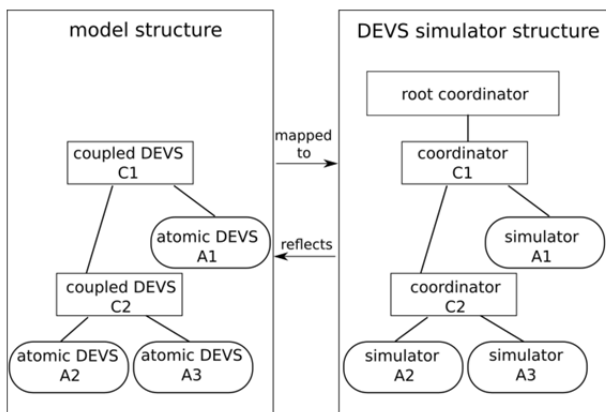 model structure
coupled DEVS
C1
atomic DEVS
A1
coupled DEVS
C2
atomic DEVS
A2
atomic DEVS
A3
mapped
to
reflects
DEVS simulator structure
root coordinator
coordinator
C1
simulator
A1
coordinator
C2
simulator
A2
simulator
A3